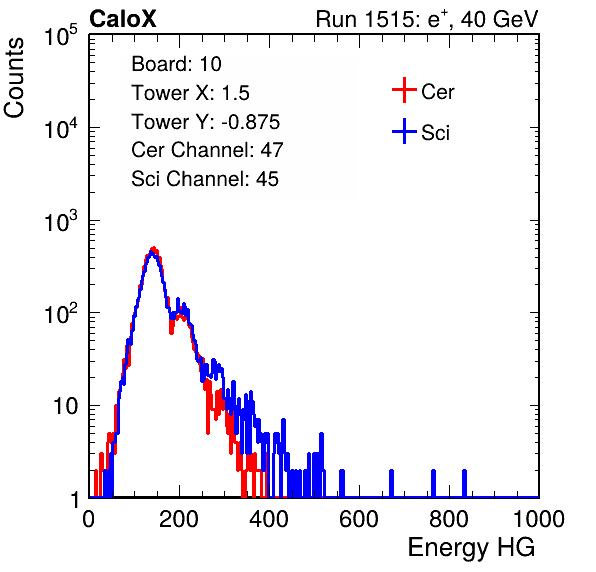 CaloX Run 1515: e⁺, 40 GeV
Counts
Board: 10
Tower X: 1.5
Tower Y: -0.875
Cer Channel: 47
Sci Channel: 45
Cer
Sci
10⁵
10⁴
10³
10²
10
1
0 200 400 600 800 1000
Energy HG